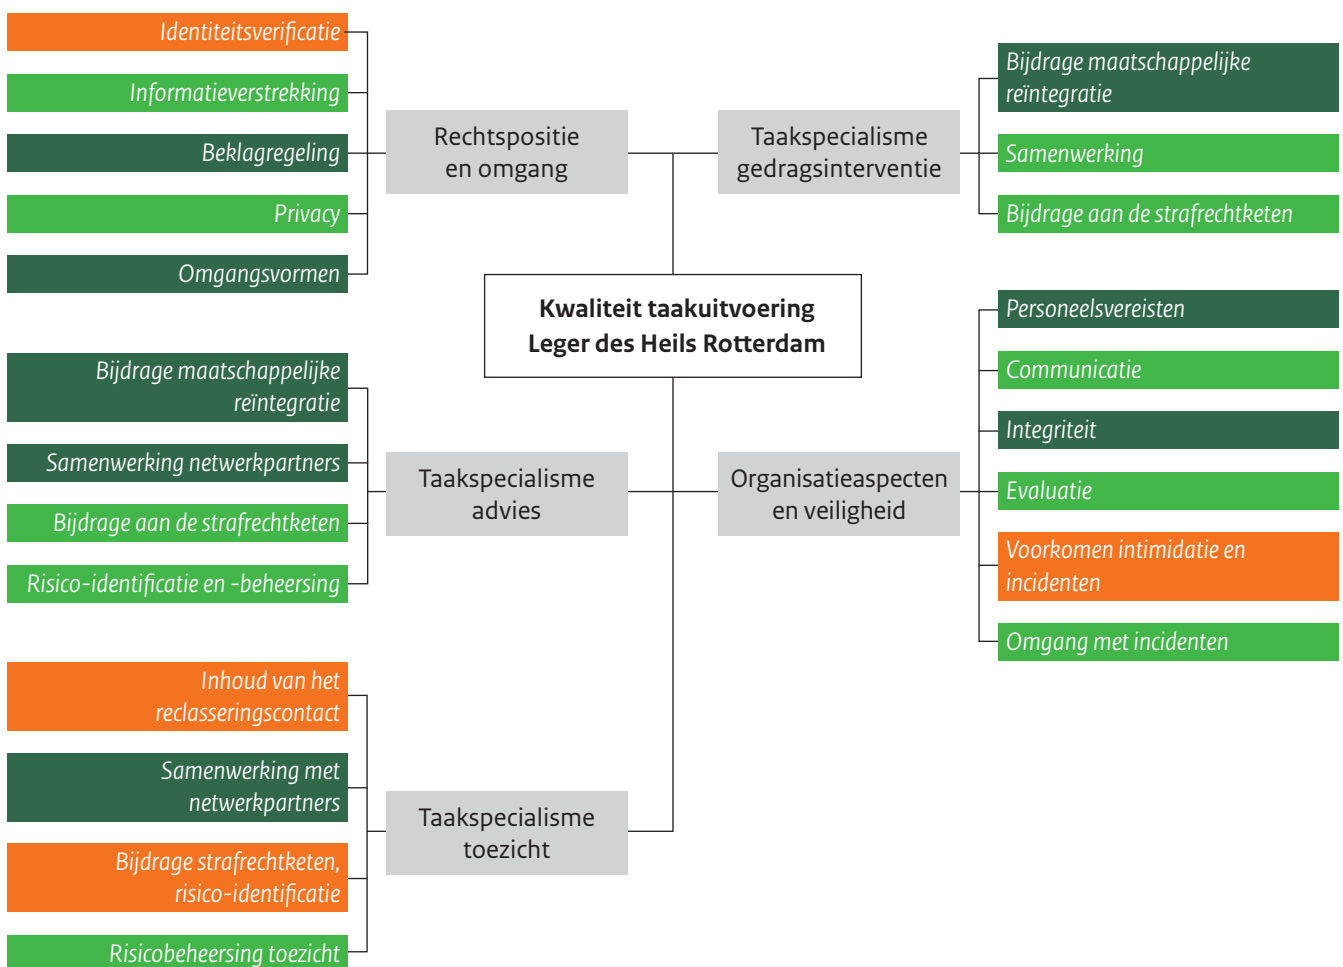 Identiteitsverificatie
Informatieverstrekking
Beklagregeling
Privacy
Omgangsvormen
Rechtspositie
en omgang
Taakspecialisme
gedragsinterventie
Bijdrage maatschappelijke
reïntegratie
Samenwerking
Bijdrage aan de strafrechtketen
Kwaliteit taakuitvoering
Leger des Heils Rotterdam
Bijdrage maatschappelijke
reïntegratie
Samenwerking netwerkpartners
Bijdrage aan de strafrechtketen
Risico-identificatie en -beheersing
Taakspecialisme
advies
Organisatieaspecten
en veiligheid
Personeelsvereisten
Communicatie
Integriteit
Evaluatie
Voorkomen intimidatie en
incidenten
Omgang met incidenten
Inhoud van het
reclasseringscontact
Samenwerking met
netwerkpartners
Bijdrage strafrechtketen,
risico-identificatie
Risicobeheersing toezicht
Taakspecialisme
toezicht